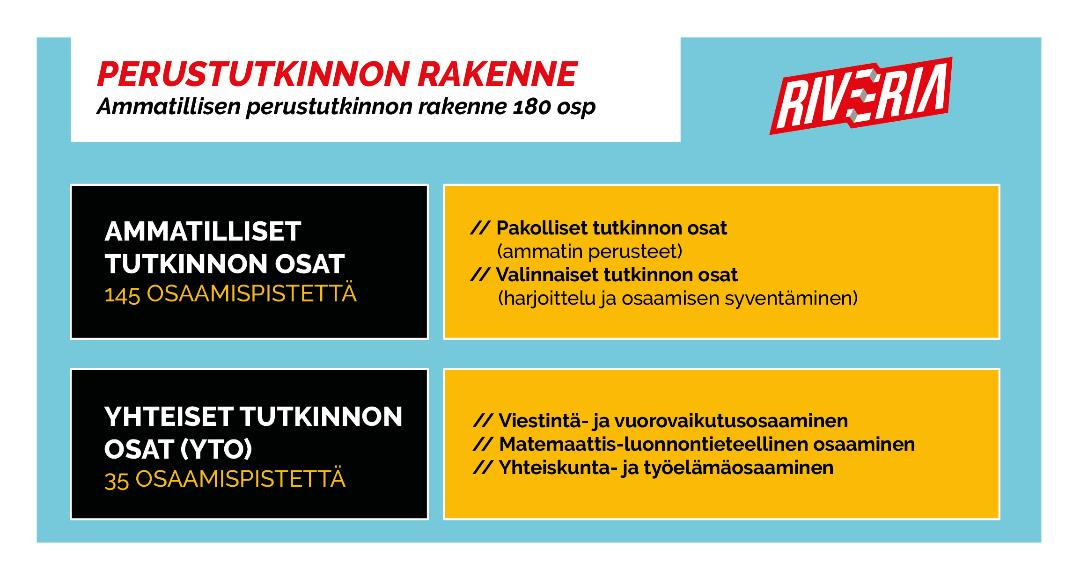 PERUSTUTKINNON RAKENNE
Ammatillisen perustutkinnon rakenne 180 osp
RIVERIA
AMMATILLISET
TUTKINNON OSAT
145 OSAAMISPISTETTÄ
// Pakolliset tutkinnon osat
(ammatin perusteet)
// Valinnaiset tutkinnon osat
(harjoittelu ja osaamisen syventäminen)
YHTEISET TUTKINNON
OSAT (YTO)
35 OSAAMISPISTETTÄ
// Viestintä- ja vuorovaikutusosaaminen
// Matemaattis-luonnontieteellinen osaaminen
// Yhteiskunta- ja työelämäosaaminen